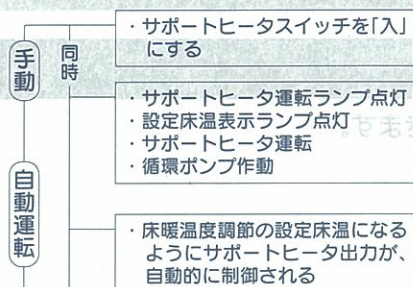 手動
同時
・サポートヒータスイッチを「入」
にする
・サポートヒータ運転ランプ点灯
・設定床温表示ランプ点灯
・サポートヒータ運転
・循環ポンプ作動
自動運転
・床暖温度調節の設定床温になる
ようにサポートヒータ出力が、
自動的に制御される